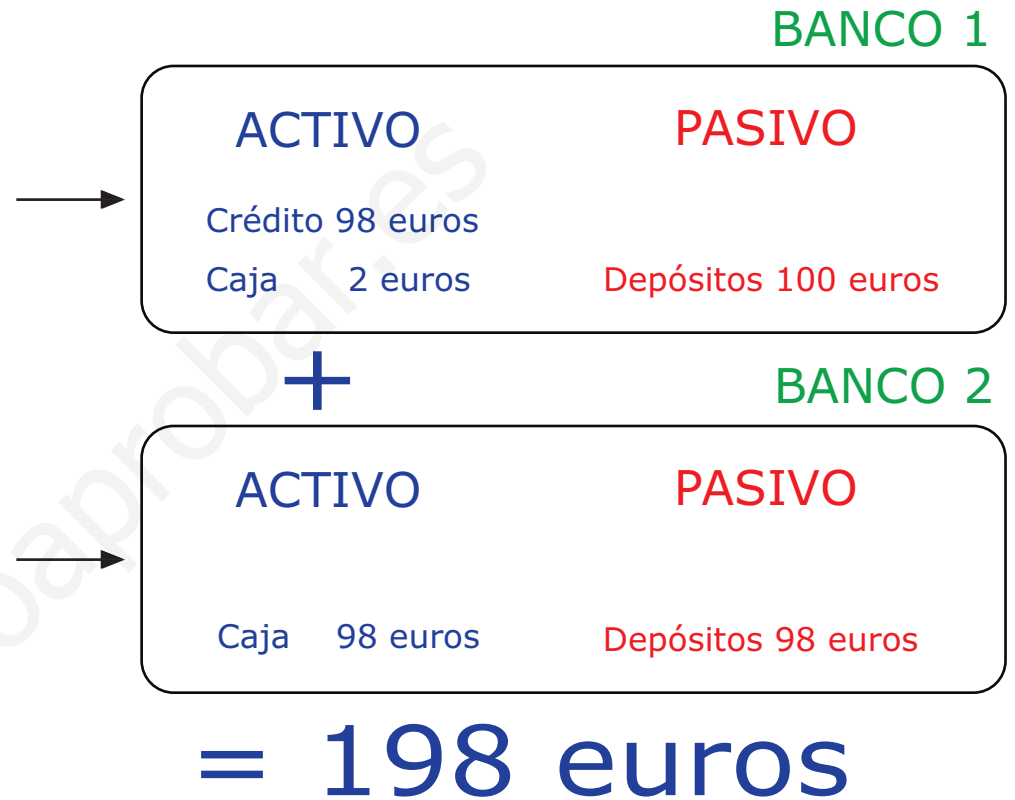 BANCO 1
ACTIVO PASIVO
Crédito 98 euros
Caja 2 euros Depósitos 100 euros
+
BANCO 2
ACTIVO PASIVO
Caja 98 euros Depósitos 98 euros
= 198 euros